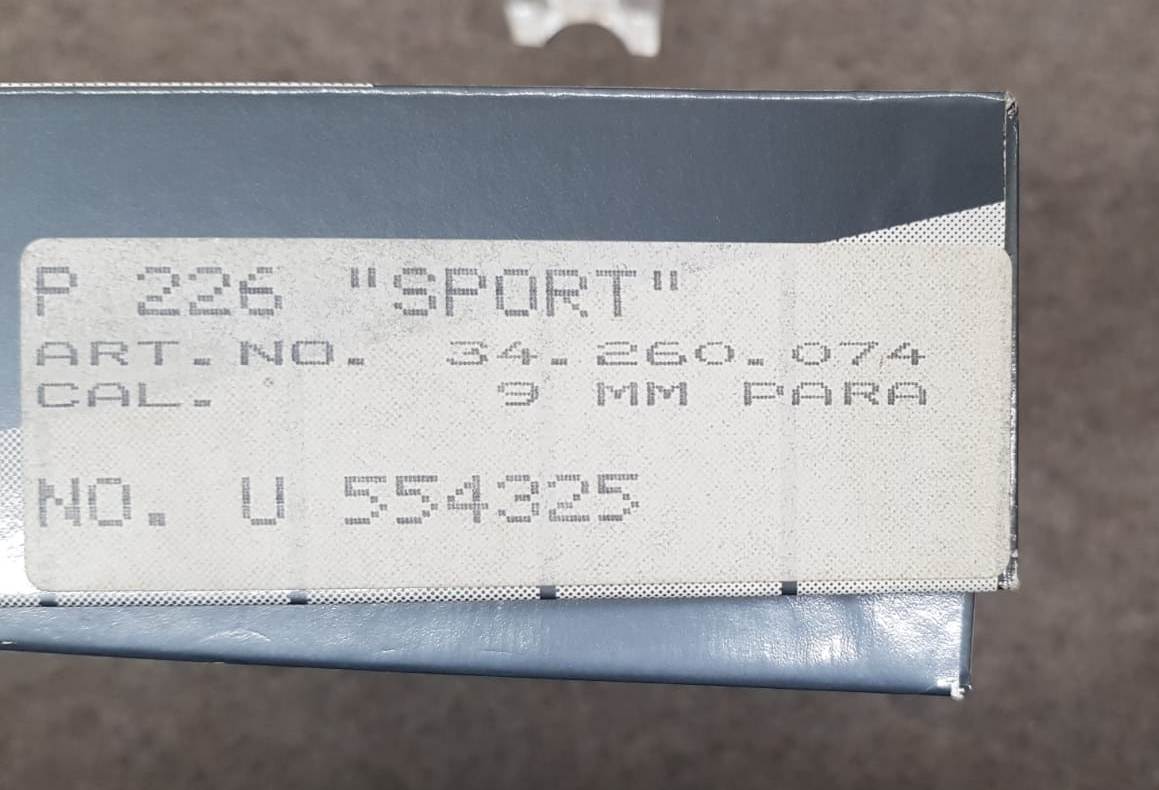 P 226 "SPORT"
ART.NO. 34.260.074
CAL. 9 MM PARA
NO. U 554325